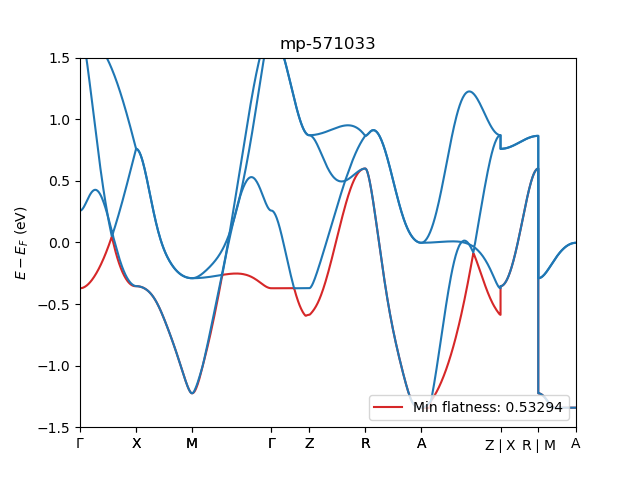 mp-571033
1.5
1.0
0.5
0.0
−0.5
−1.0
−1.5
E − E_F (eV)
Min flatness: 0.53294
Γ X M Γ Z R A Z | X R | M A